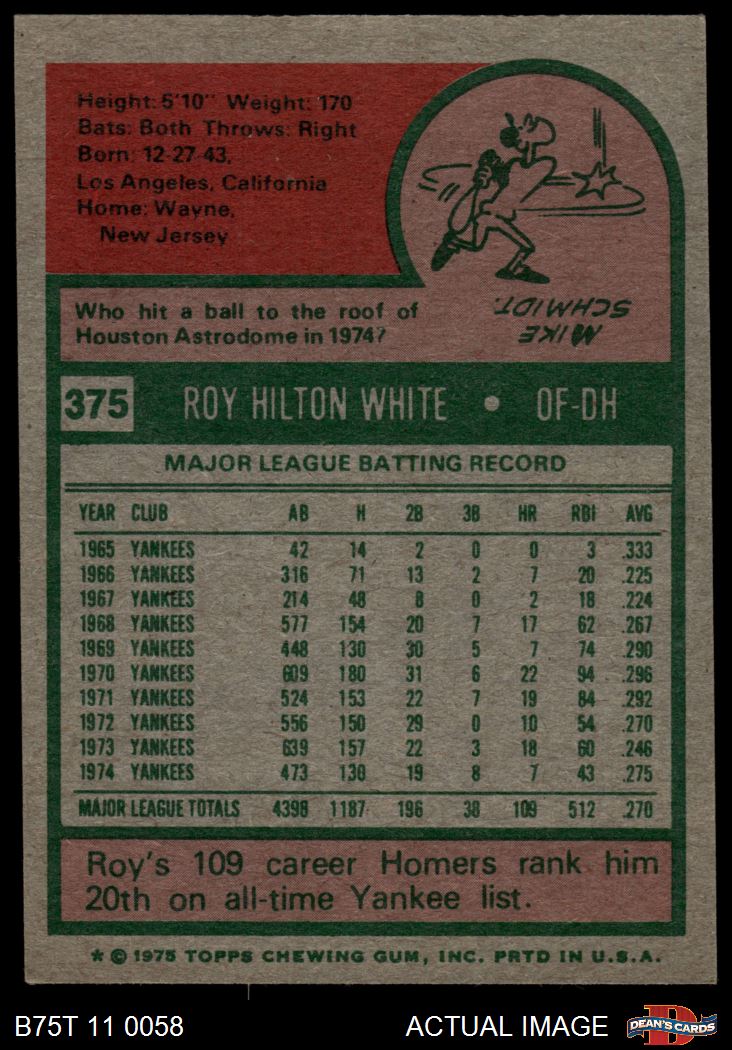 Height: 5'10" Weight: 170
Bats: Both Throws: Right
Born: 12-27-43,
Los Angeles, California
Home: Wayne,
New Jersey
Who hit a ball to the roof of
Houston Astrodome in 1974?
MIKE
SCHMIDT.
375 ROY HILTON WHITE • OF-DH
MAJOR LEAGUE BATTING RECORD
YEAR CLUB AB H 2B 3B HR RBI AVG
1965 YANKEES 42 14 2 0 0 3 .333
1966 YANKEES 316 71 13 2 7 20 .225
1967 YANKEES 214 48 8 0 2 18 .224
1968 YANKEES 577 154 20 7 17 62 .267
1969 YANKEES 448 130 30 5 7 74 .290
1970 YANKEES 609 180 31 6 22 94 .296
1971 YANKEES 524 153 22 7 19 84 .292
1972 YANKEES 556 150 29 0 10 54 .270
1973 YANKEES 639 157 22 3 18 60 .246
1974 YANKEES 473 130 19 8 7 43 .275
MAJOR LEAGUE TOTALS 4398 1187 196 38 109 512 .270
Roy's 109 career Homers rank him
20th on all-time Yankee list.
* © 1975 TOPPS CHEWING GUM, INC. PRTD IN U.S.A.
B75T 11 0058 ACTUAL IMAGE DEAN'S CARDS